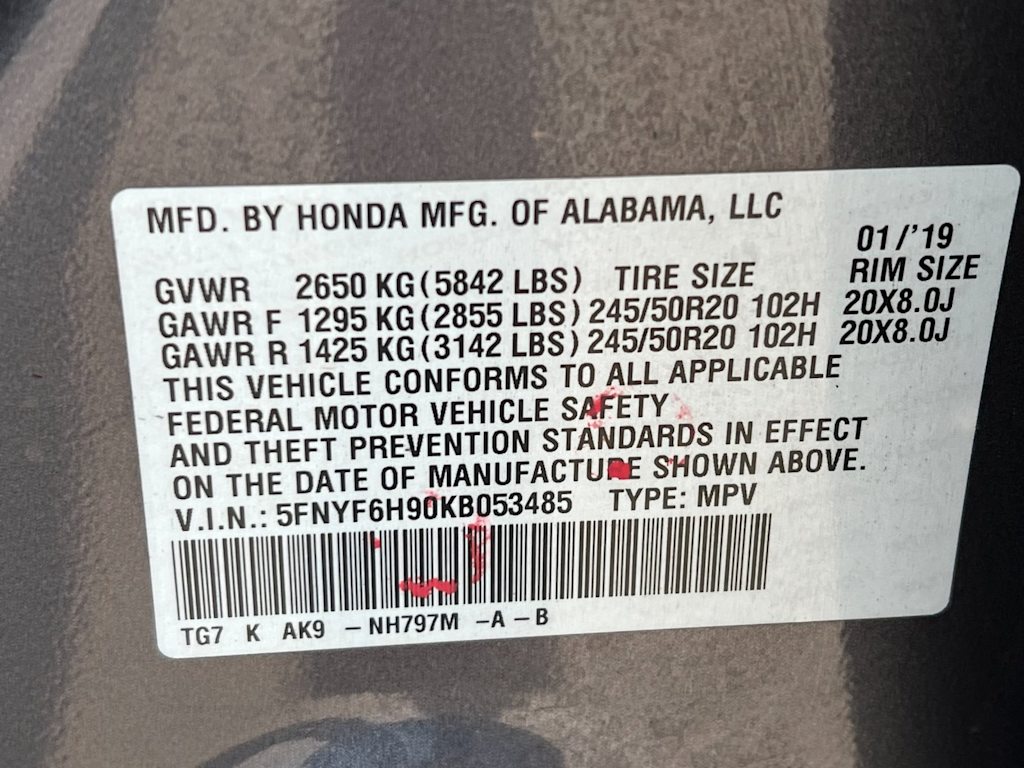 MFD. BY HONDA MFG. OF ALABAMA, LLC
01/'19
GVWR 2650 KG (5842 LBS) TIRE SIZE RIM SIZE
GAWR F 1295 KG (2855 LBS) 245/50R20 102H 20X8.0J
GAWR R 1425 KG (3142 LBS) 245/50R20 102H 20X8.0J
THIS VEHICLE CONFORMS TO ALL APPLICABLE
FEDERAL MOTOR VEHICLE SAFETY
AND THEFT PREVENTION STANDARDS IN EFFECT
ON THE DATE OF MANUFACTURE SHOWN ABOVE.
V.I.N.: 5FNYF6H90KB053485 TYPE: MPV
TG7 K AK9 –NH797M –A –B